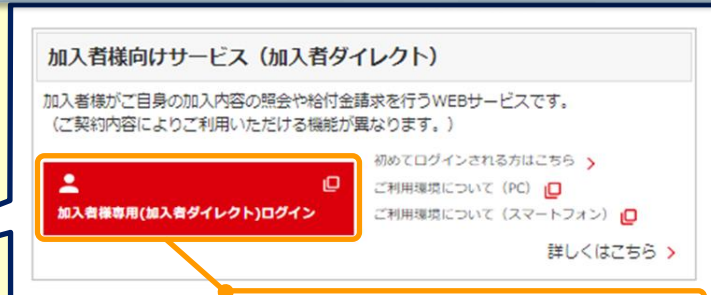 加入者様向けサービス（加入者ダイレクト）
加入者様がご自身の加入内容の照会や給付金請求を行うWEBサービスです。
（ご契約内容によりご利用いただける機能が異なります。）
加入者様専用(加入者ダイレクト)ログイン
初めてログインされる方はこちら
ご利用環境について（PC）
ご利用環境について（スマートフォン）
詳しくはこちら